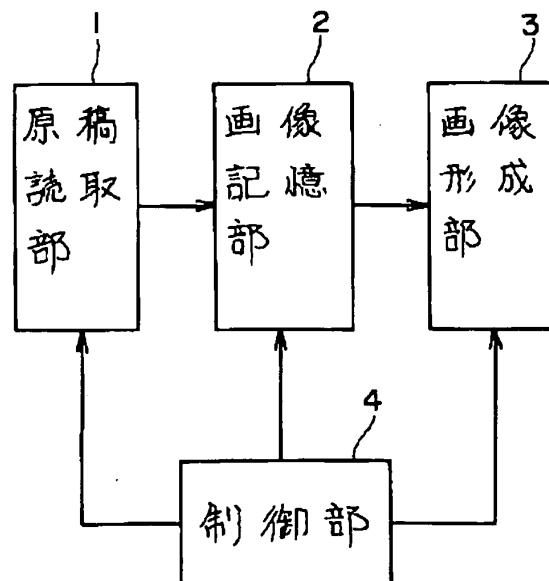 1
原稿
読取
部
2
画像
記憶
部
3
画像
形成
部
4
制御部